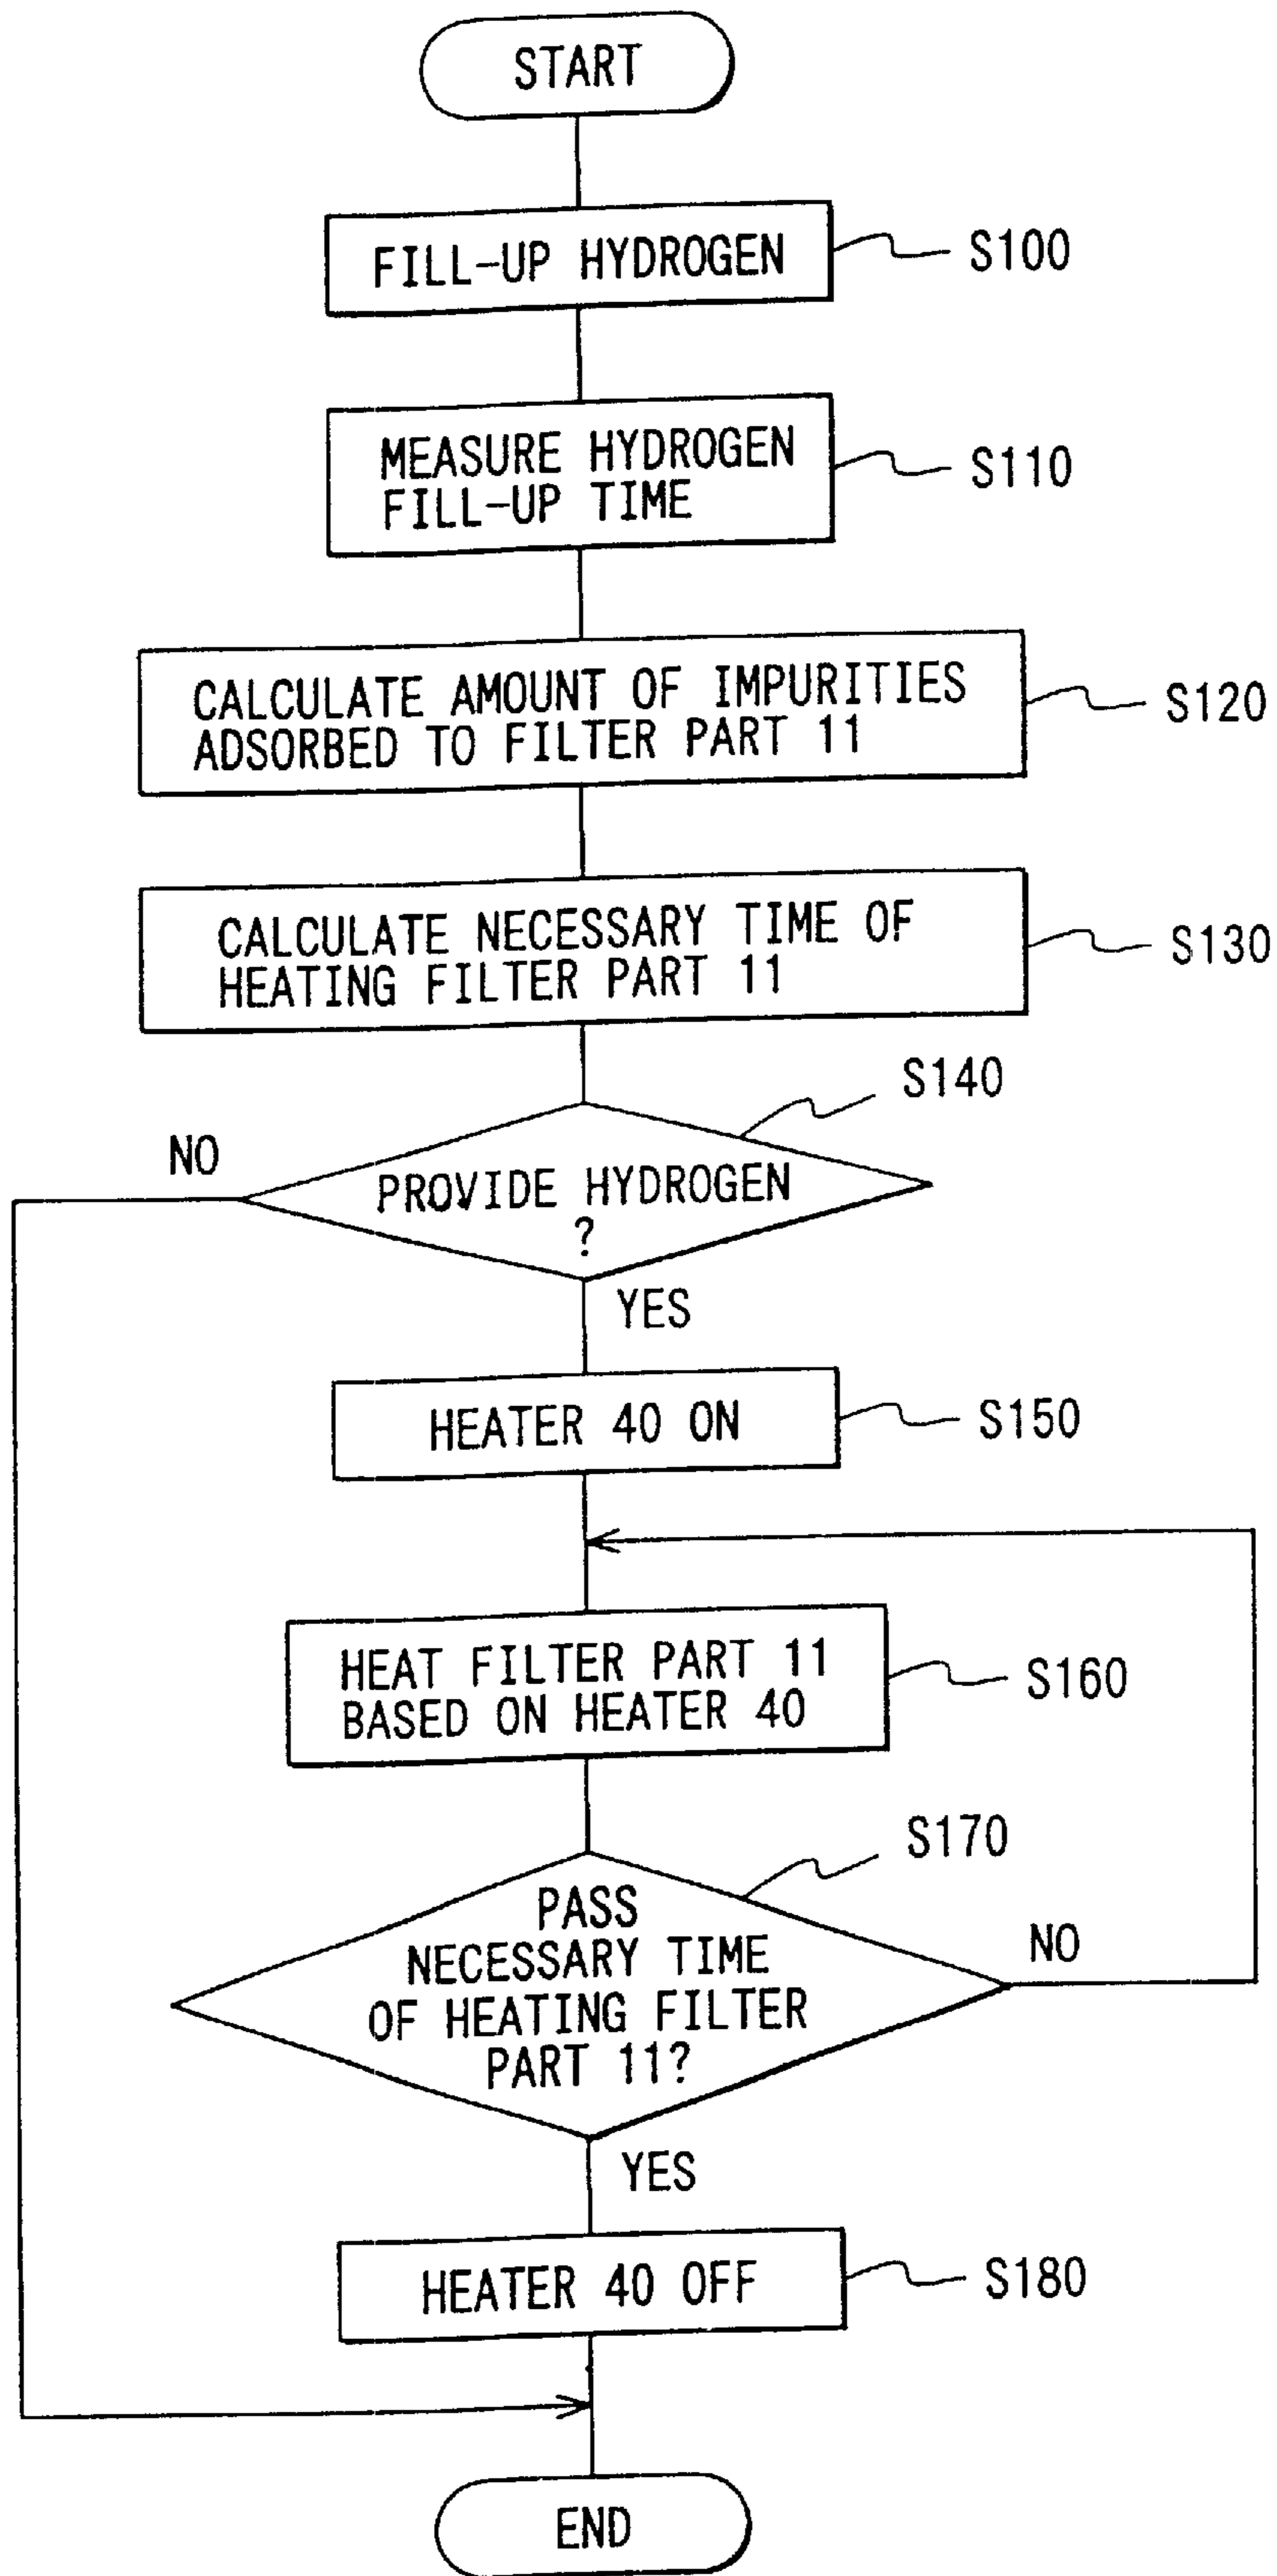 START
FILL-UP HYDROGEN
S100
MEASURE HYDROGEN
FILL-UP TIME
S110
CALCULATE AMOUNT OF IMPURITIES
ADSORBED TO FILTER PART 11
S120
CALCULATE NECESSARY TIME OF
HEATING FILTER PART 11
S130
S140
NO
PROVIDE HYDROGEN
?
YES
HEATER 40 ON
S150
HEAT FILTER PART 11
BASED ON HEATER 40
S160
S170
PASS
NECESSARY TIME
OF HEATING FILTER
PART 11?
NO
YES
HEATER 40 OFF
S180
END